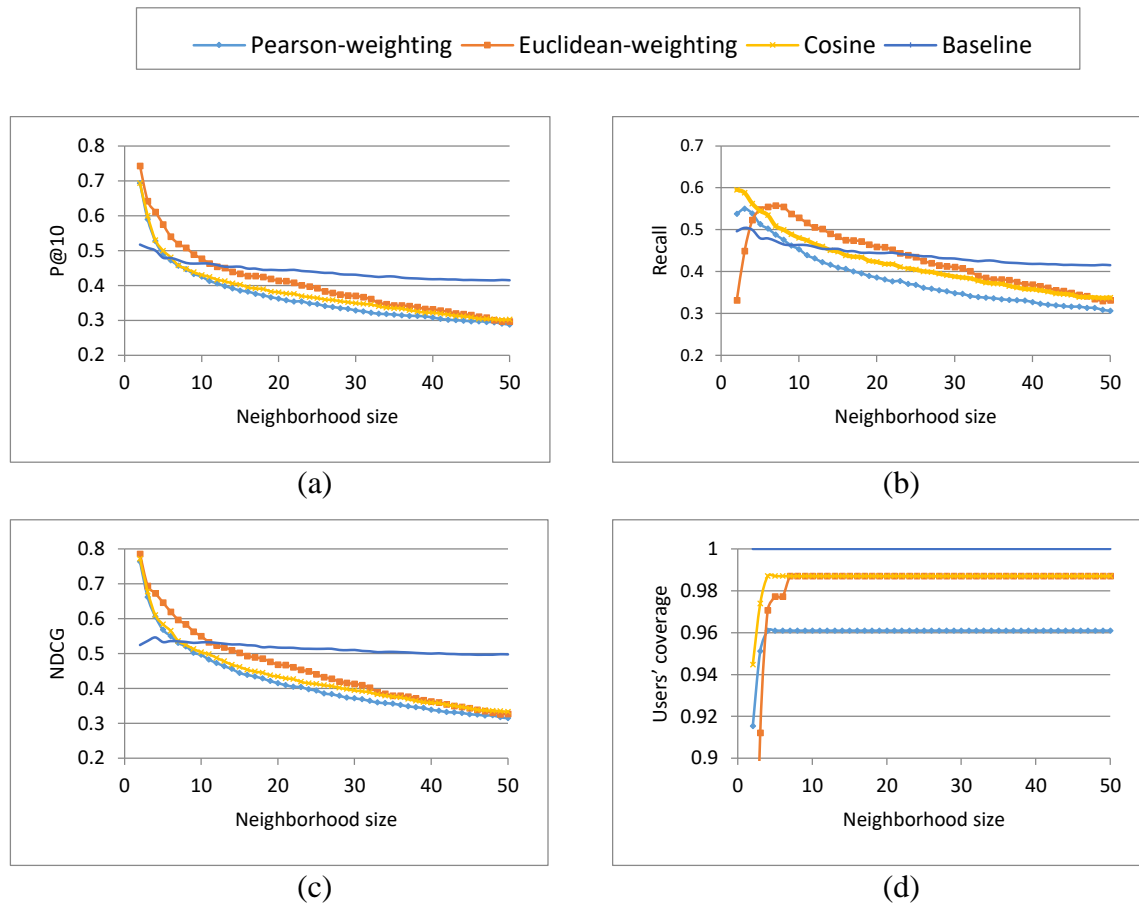 Pearson-weighting Euclidean-weighting Cosine Baseline
0.8
0.7
0.6
0.5
0.4
0.3
0.2
P@10
0 10 20 30 40 50
Neighborhood size
(a)
0.7
0.6
0.5
0.4
0.3
0.2
Recall
0 10 20 30 40 50
Neighborhood size
(b)
0.8
0.7
0.6
0.5
0.4
0.3
0.2
NDCG
0 10 20 30 40 50
Neighborhood size
(c)
1
0.98
0.96
0.94
0.92
0.9
Users’ coverage
0 10 20 30 40 50
Neighborhood size
(d)